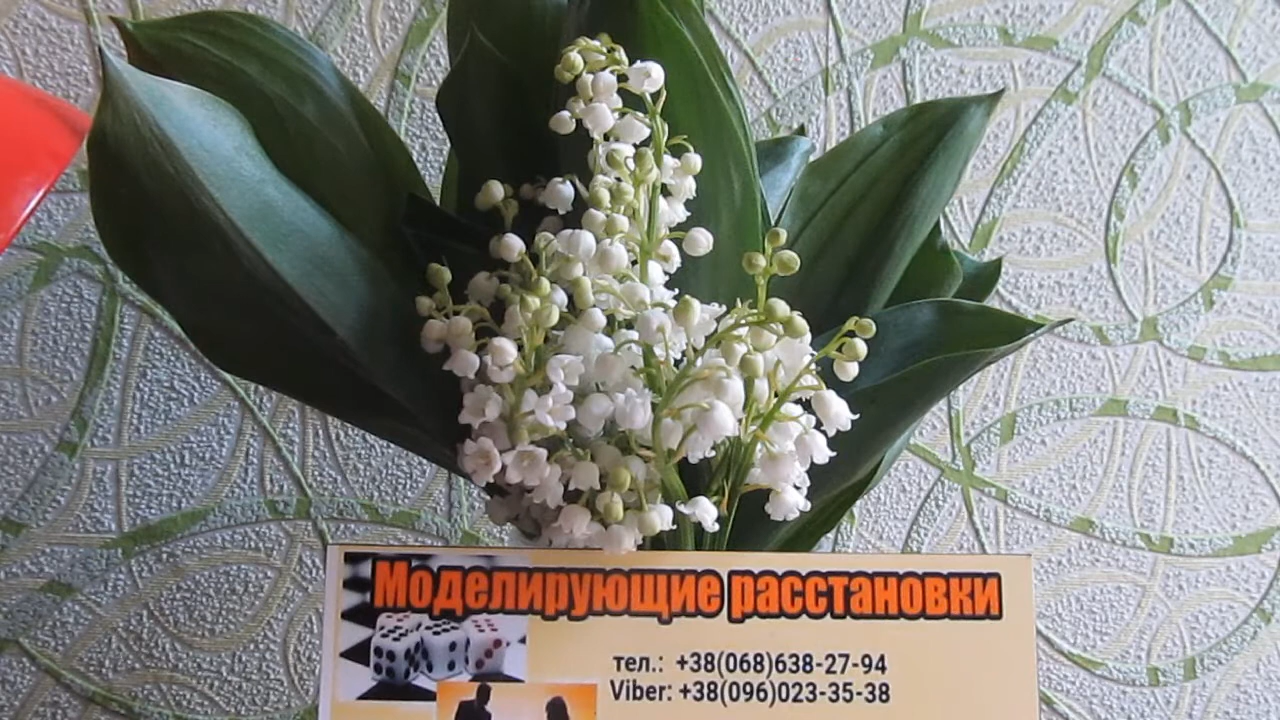 Моделирующие расстановки
тел.: +38(068)638-27-94
Viber: +38(096)023-35-38